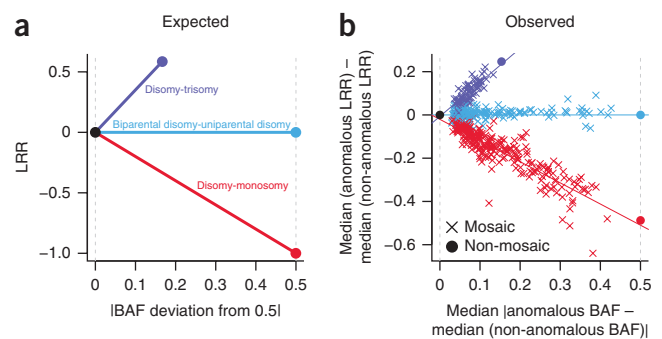 a
Expected
LRR
0.5
0
−0.5
−1.0
Disomy-trisomy
Biparental disomy-uniparental disomy
Disomy-monosomy
0
0.1
0.2
0.3
0.4
0.5
|BAF deviation from 0.5|
b
Observed
Median (anomalous LRR) –
median (non-anomalous LRR)
0.2
0
−0.2
−0.4
−0.6
Mosaic
Non-mosaic
0
0.1
0.2
0.3
0.4
0.5
Median |anomalous BAF –
median (non-anomalous BAF)|